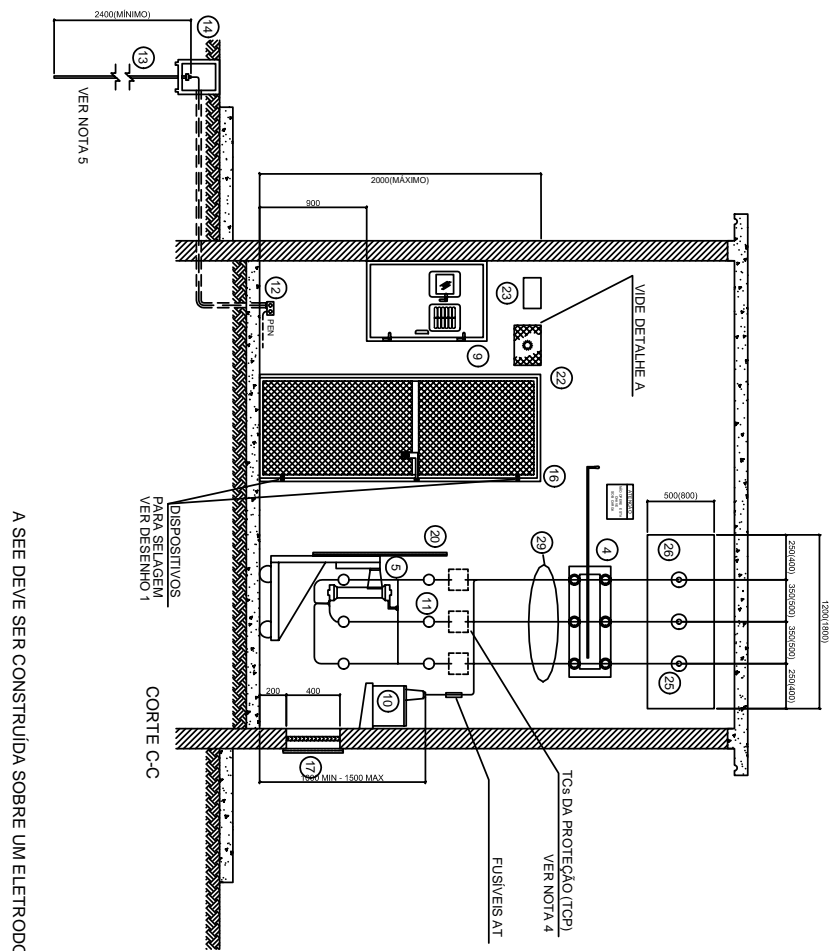 1200(1800)
250(400)
350(500)
350(500)
250(400)
500(800)
26
25
ATENÇÃO
4
29
VIDE DETALHE A
23
22
9
16
12
PEN
2000(MÁXIMO)
900
20
5
11
10
TCs DA PROTEÇÃO (TCP)
VER NOTA 4
FUSÍVEIS AT
DISPOSITIVOS
PARA SELAGEM
VER DESENHO 1
200
400
17
1500 MAX
14
13
2400(MÍNIMO)
VER NOTA 5
CORTE C-C
A SEE DEVE SER CONSTRUÍDA SOBRE UM ELETRODO